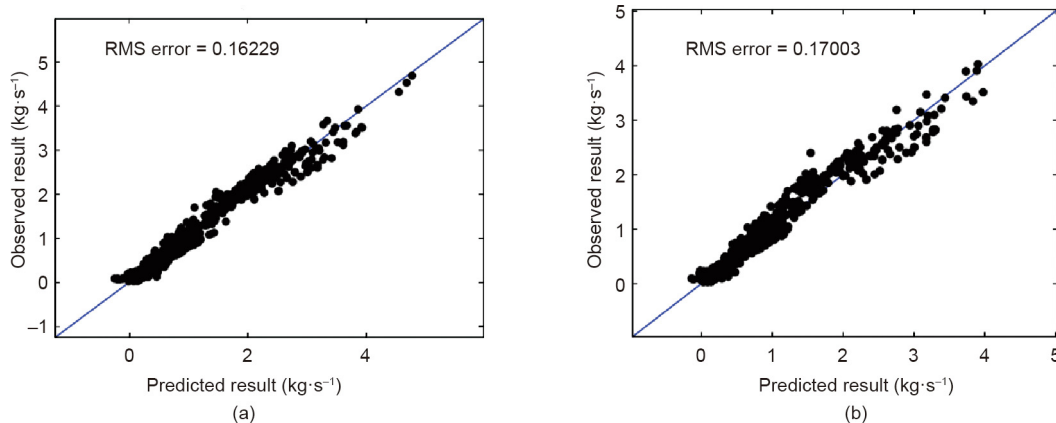 RMS error = 0.16229
Observed result (kg·s⁻¹)
5
4
3
2
1
0
–1
0
2
4
Predicted result (kg·s⁻¹)
(a)
RMS error = 0.17003
Observed result (kg·s⁻¹)
5
4
3
2
1
0
0
1
2
3
4
5
Predicted result (kg·s⁻¹)
(b)